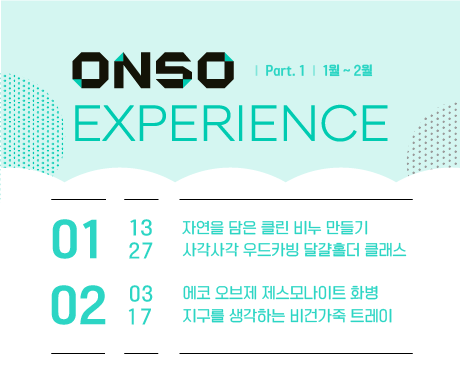 ONSO | Part. 1 | 1월 ~ 2월
EXPERIENCE
01 13 자연을 담은 클린 비누 만들기
27 사각사각 우드카빙 달걀홀더 클래스
02 03 에코 오브제 제스모나이트 화병
17 지구를 생각하는 비건가죽 트레이